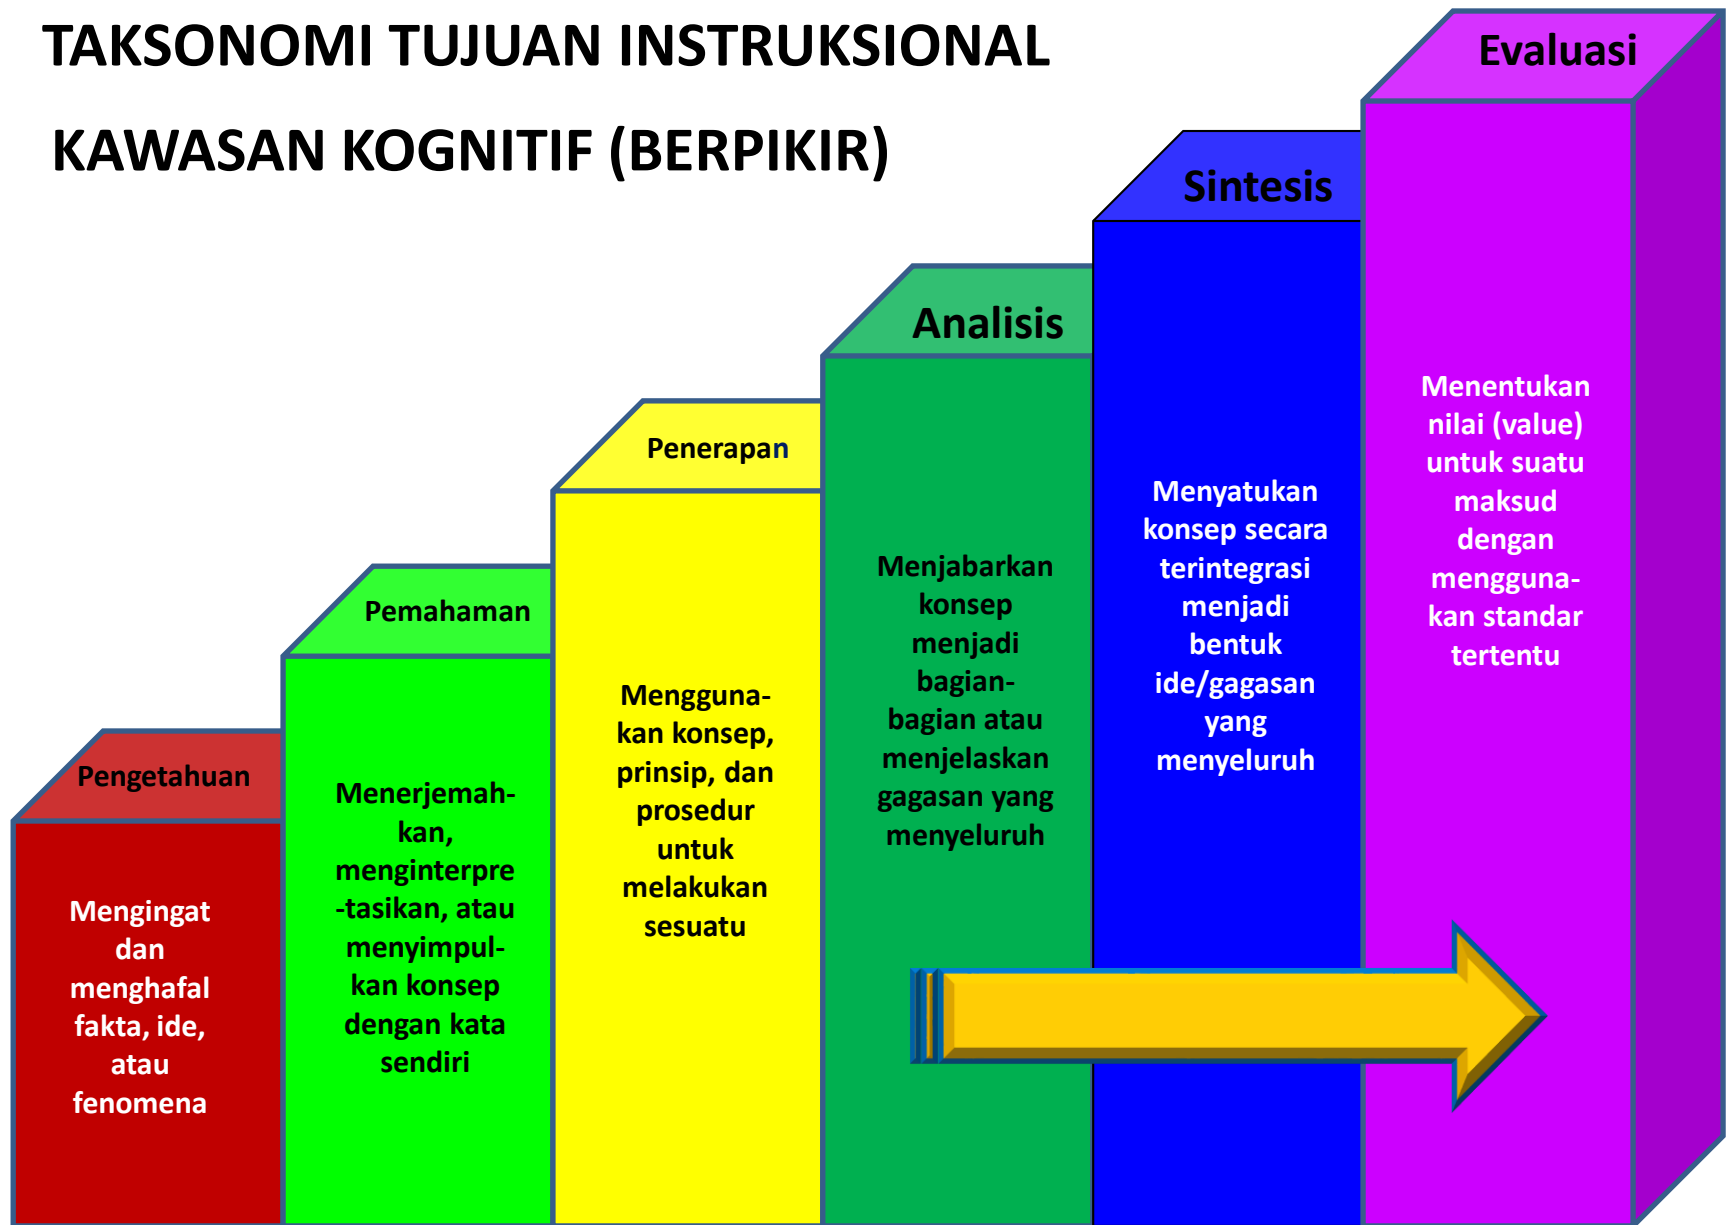 TAKSONOMI TUJUAN INSTRUKSIONAL
KAWASAN KOGNITIF (BERPIKIR)
Pengetahuan
Mengingat
dan
menghafal
fakta, ide,
atau
fenomena
Pemahaman
Menerjemah-
kan,
menginterpre
-tasikan, atau
menyimpul-
kan konsep
dengan kata
sendiri
Penerapan
Mengguna-
kan konsep,
prinsip, dan
prosedur
untuk
melakukan
sesuatu
Analisis
Menjabarkan
konsep
menjadi
bagian-
bagian atau
menjelaskan
gagasan yang
menyeluruh
Sintesis
Menyatukan
konsep secara
terintegrasi
menjadi
bentuk
ide/gagasan
yang
menyeluruh
Evaluasi
Menentukan
nilai (value)
untuk suatu
maksud
dengan
mengguna-
kan standar
tertentu